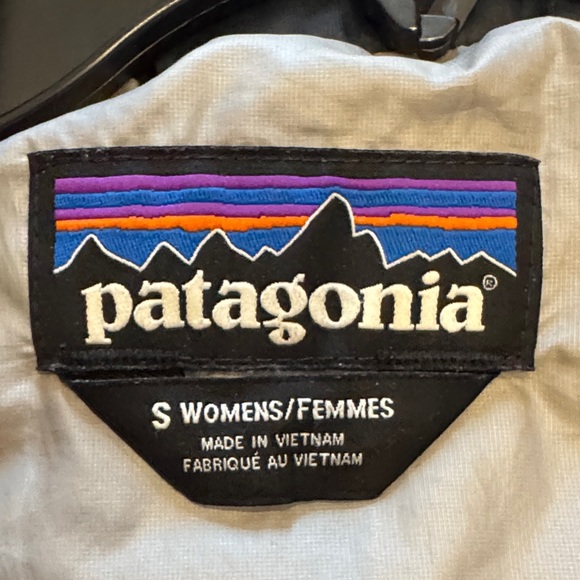 patagonia®
S WOMENS/FEMMES
MADE IN VIETNAM
FABRIQUÉ AU VIETNAM